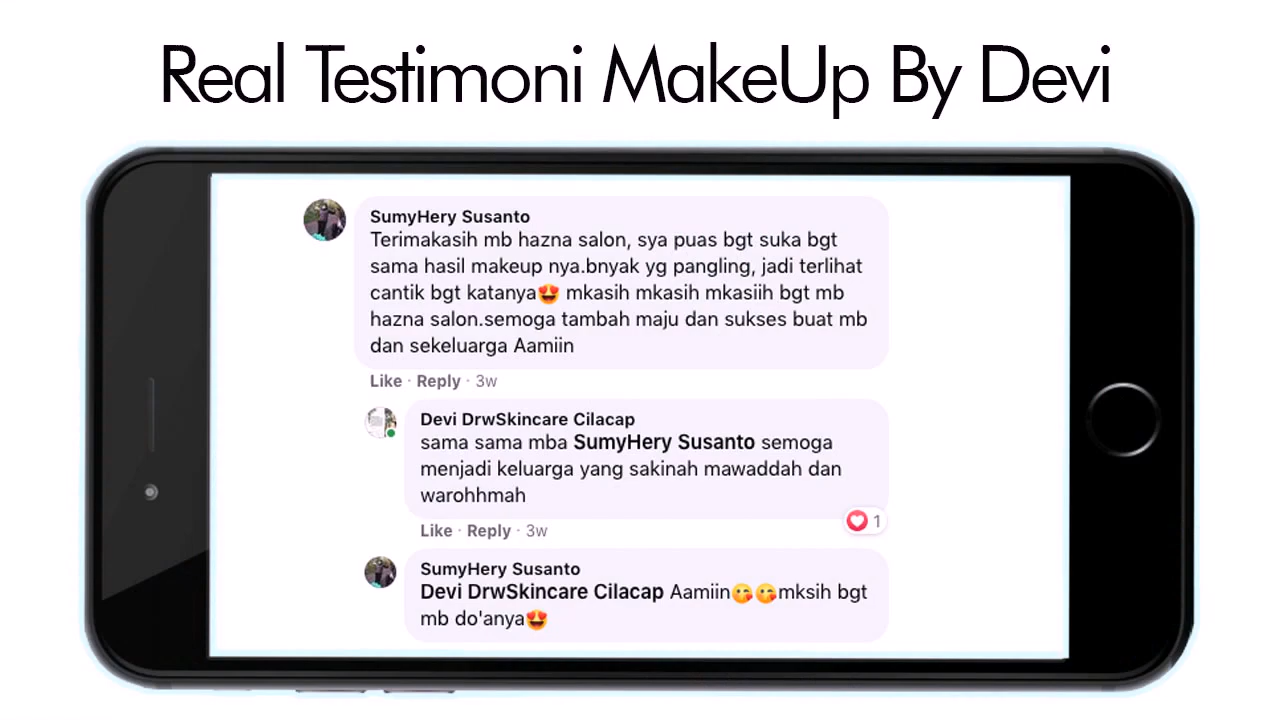 Real Testimoni MakeUp By Devi
SumyHery Susanto
Terimakasih mb hazna salon, sya puas bgt suka bgt
sama hasil makeup nya.bnyak yg pangling, jadi terlihat
cantik bgt katanya😍 mkasih mkasih mkasiih bgt mb
hazna salon.semoga tambah maju dan sukses buat mb
dan sekeluarga Aamiin
Like · Reply · 3w
Devi DrwSkincare Cilacap
sama sama mba SumyHery Susanto semoga
menjadi keluarga yang sakinah mawaddah dan
warohhmah
1
Like · Reply · 3w
SumyHery Susanto
Devi DrwSkincare Cilacap Aamiin😋😋mksih bgt
mb do'anya😍